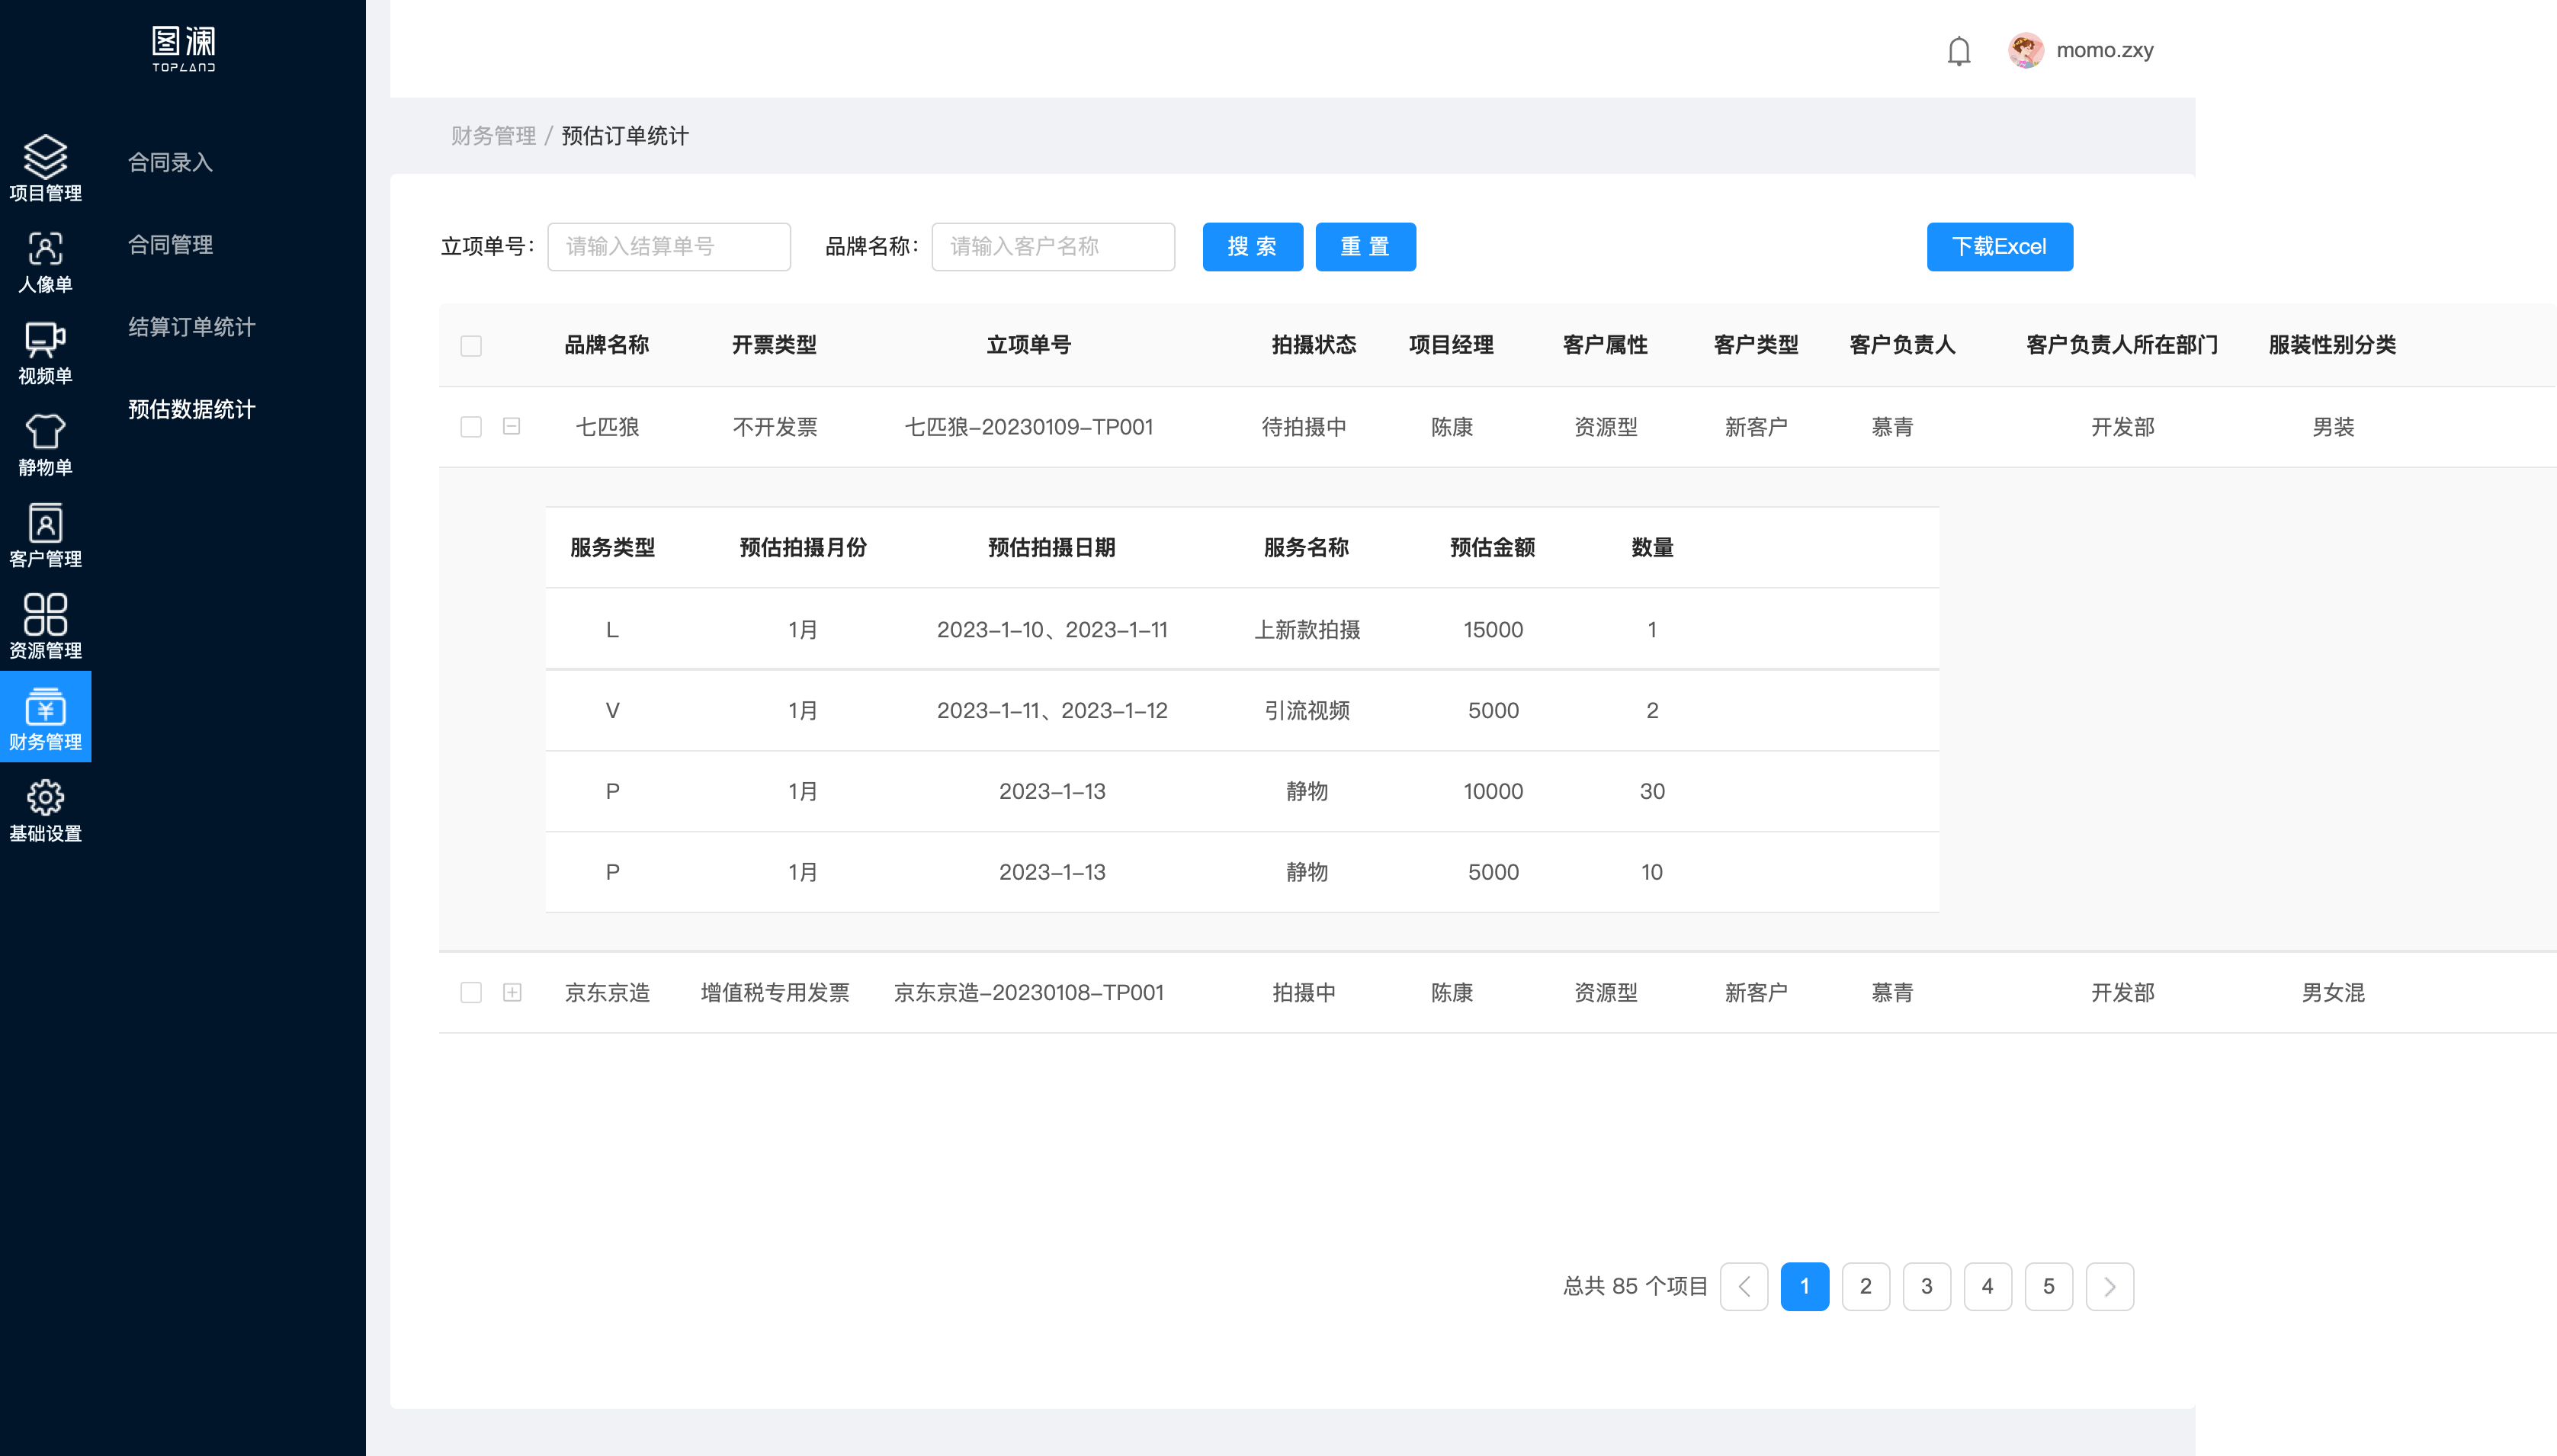 图澜
TOPLAND
momo.zxy
项目管理
人像单
视频单
静物单
客户管理
资源管理
财务管理
基础设置
合同录入
合同管理
结算订单统计
预估数据统计
财务管理 / 预估订单统计
立项单号： 请输入结算单号 品牌名称： 请输入客户名称 搜 索 重 置 下载Excel
品牌名称 开票类型 立项单号 拍摄状态 项目经理 客户属性 客户类型 客户负责人 客户负责人所在部门 服装性别分类
七匹狼 不开发票 七匹狼-20230109-TP001 待拍摄中 陈康 资源型 新客户 慕青 开发部 男装
服务类型 预估拍摄月份 预估拍摄日期 服务名称 预估金额 数量
L 1月 2023-1-10、2023-1-11 上新款拍摄 15000 1
V 1月 2023-1-11、2023-1-12 引流视频 5000 2
P 1月 2023-1-13 静物 10000 30
P 1月 2023-1-13 静物 5000 10
京东京造 增值税专用发票 京东京造-20230108-TP001 拍摄中 陈康 资源型 新客户 慕青 开发部 男女混
总共 85 个项目 1 2 3 4 5